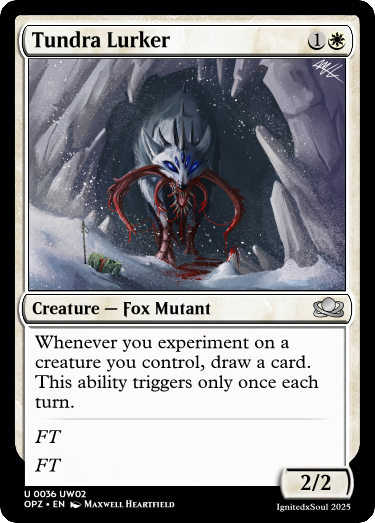 Tundra Lurker 1
Creature — Fox Mutant
Whenever you experiment on a
creature you control, draw a card.
This ability triggers only once each
turn.
FT
FT
2/2
U 0036 UW02
OPZ • EN Maxwell Heartfield
IgnitedxSoul 2025